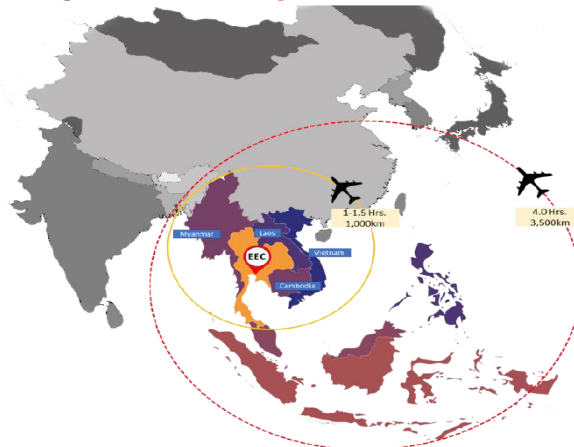 1-1.5 Hrs.
1,000km
4.0 Hrs.
3,500km
Myanmar
Laos
Vietnam
EEC
Cambodia